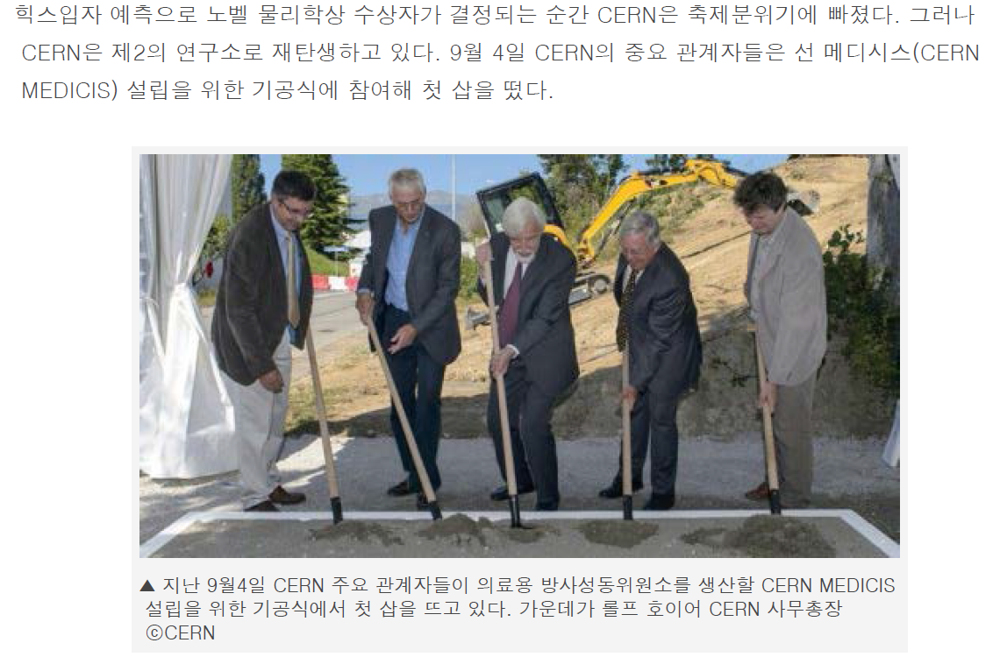 힉스입자 예측으로 노벨 물리학상 수상자가 결정되는 순간 CERN은 축제분위기에 빠졌다. 그러나
CERN은 제2의 연구소로 재탄생하고 있다. 9월 4일 CERN의 중요 관계자들은 선 메디시스(CERN
MEDICIS) 설립을 위한 기공식에 참여해 첫 삽을 떴다.
▲ 지난 9월4일 CERN 주요 관계자들이 의료용 방사성동위원소를 생산할 CERN MEDICIS
설립을 위한 기공식에서 첫 삽을 뜨고 있다. 가운데가 롤프 호이어 CERN 사무총장
ⓒCERN